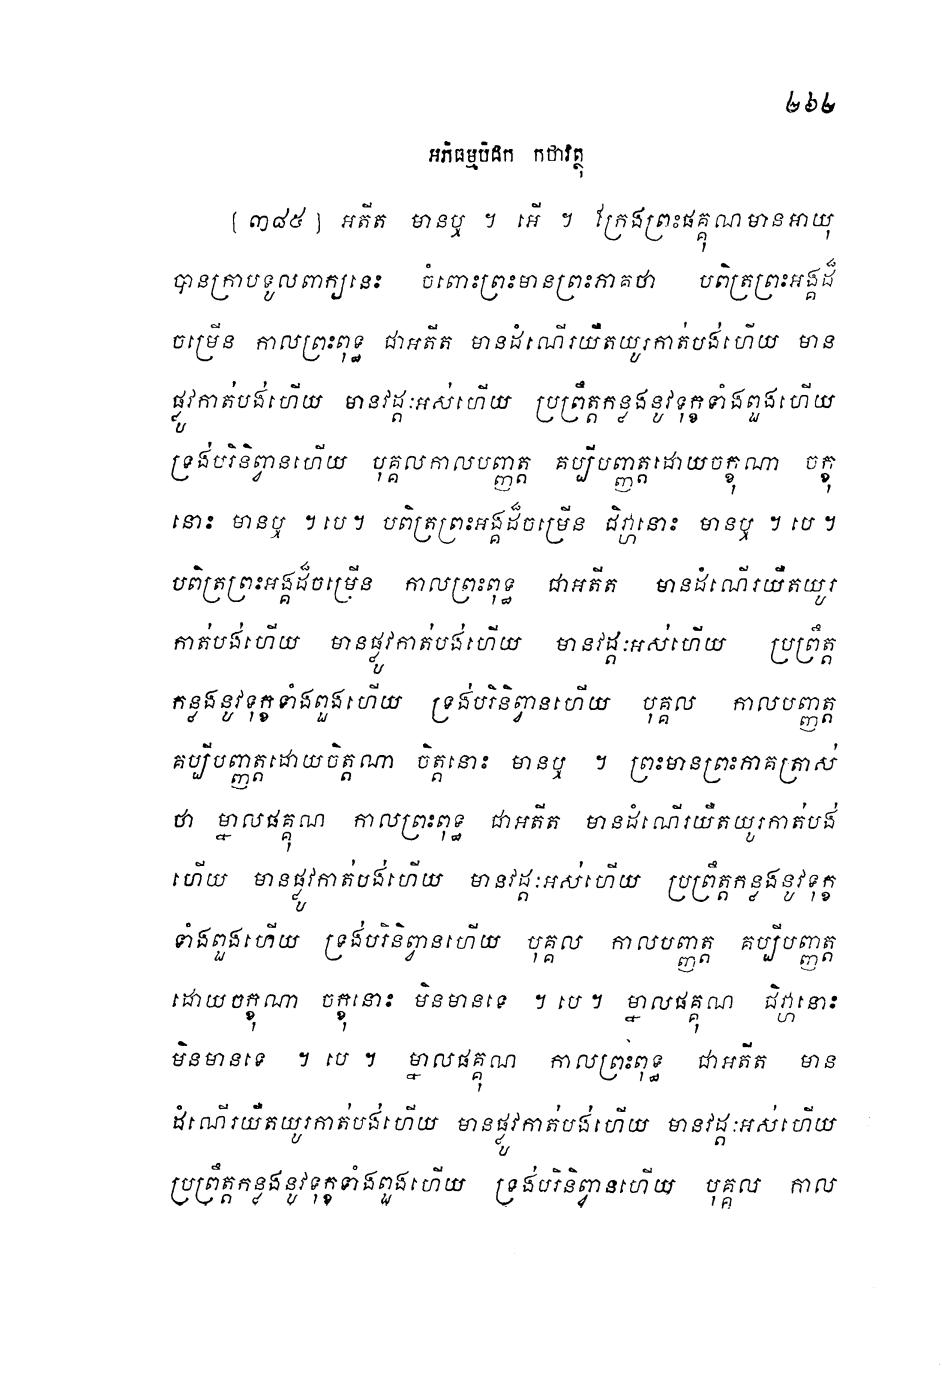 ២៦២
អភិធម្មបិដក កថាវត្ថុ
[ ៣៨៥ ] អតីត មានឬ ។ អើ ។ ក្រែងព្រះផគ្គុណមានអាយុ
បានក្រាបទូលពាក្យនេះ ចំពោះព្រះមានព្រះភាគថា បពិត្រព្រះអង្គដ៏
ចម្រើន កាលព្រះពុទ្ធ ជាអតីត មានដំណើរយឺតយូរកាត់បង់ហើយ មាន
ផ្លូវកាត់បង់ហើយ មានវដ្តៈអស់ហើយ ប្រព្រឹត្តកន្លងនូវទុក្ខទាំងពួងហើយ
ទ្រង់បរិនិព្វានហើយ បុគ្គលកាលបញ្ញត្ត គប្បីបញ្ញត្តដោយចក្ខុណា ចក្ខុ
នោះ មានឬ ។ បេ ។ បពិត្រព្រះអង្គដ៏ចម្រើន ជិវ្ហានោះ មានឬ ។ បេ ។
បពិត្រព្រះអង្គដ៏ចម្រើន កាលព្រះពុទ្ធ ជាអតីត មានដំណើរយឺតយូរ
កាត់បង់ហើយ មានផ្លូវកាត់បង់ហើយ មានវដ្តៈអស់ហើយ ប្រព្រឹត្ត
កន្លងនូវទុក្ខទាំងពួងហើយ ទ្រង់បរិនិព្វានហើយ បុគ្គល កាលបញ្ញត្ត
គប្បីបញ្ញត្តដោយចិត្តណា ចិត្តនោះ មានឬ ។ ព្រះមានព្រះភាគត្រាស់
ថា ម្នាលផគ្គុណ កាលព្រះពុទ្ធ ជាអតីត មានដំណើរយឺតយូរកាត់បង់
ហើយ មានផ្លូវកាត់បង់ហើយ មានវដ្តៈអស់ហើយ ប្រព្រឹត្តកន្លងនូវទុក្ខ
ទាំងពួងហើយ ទ្រង់បរិនិព្វានហើយ បុគ្គល កាលបញ្ញត្ត គប្បីបញ្ញត្ត
ដោយចក្ខុណា ចក្ខុនោះ មិនមានទេ ។ បេ ។ ម្នាលផគ្គុណ ជិវ្ហានោះ
មិនមានទេ ។ បេ ។ ម្នាលផគ្គុណ កាលព្រះពុទ្ធ ជាអតីត មាន
ដំណើរយឺតយូរកាត់បង់ហើយ មានផ្លូវកាត់បង់ហើយ មានវដ្តៈអស់ហើយ
ប្រព្រឹត្តកន្លងនូវទុក្ខទាំងពួងហើយ ទ្រង់បរិនិព្វានហើយ បុគ្គល កាល